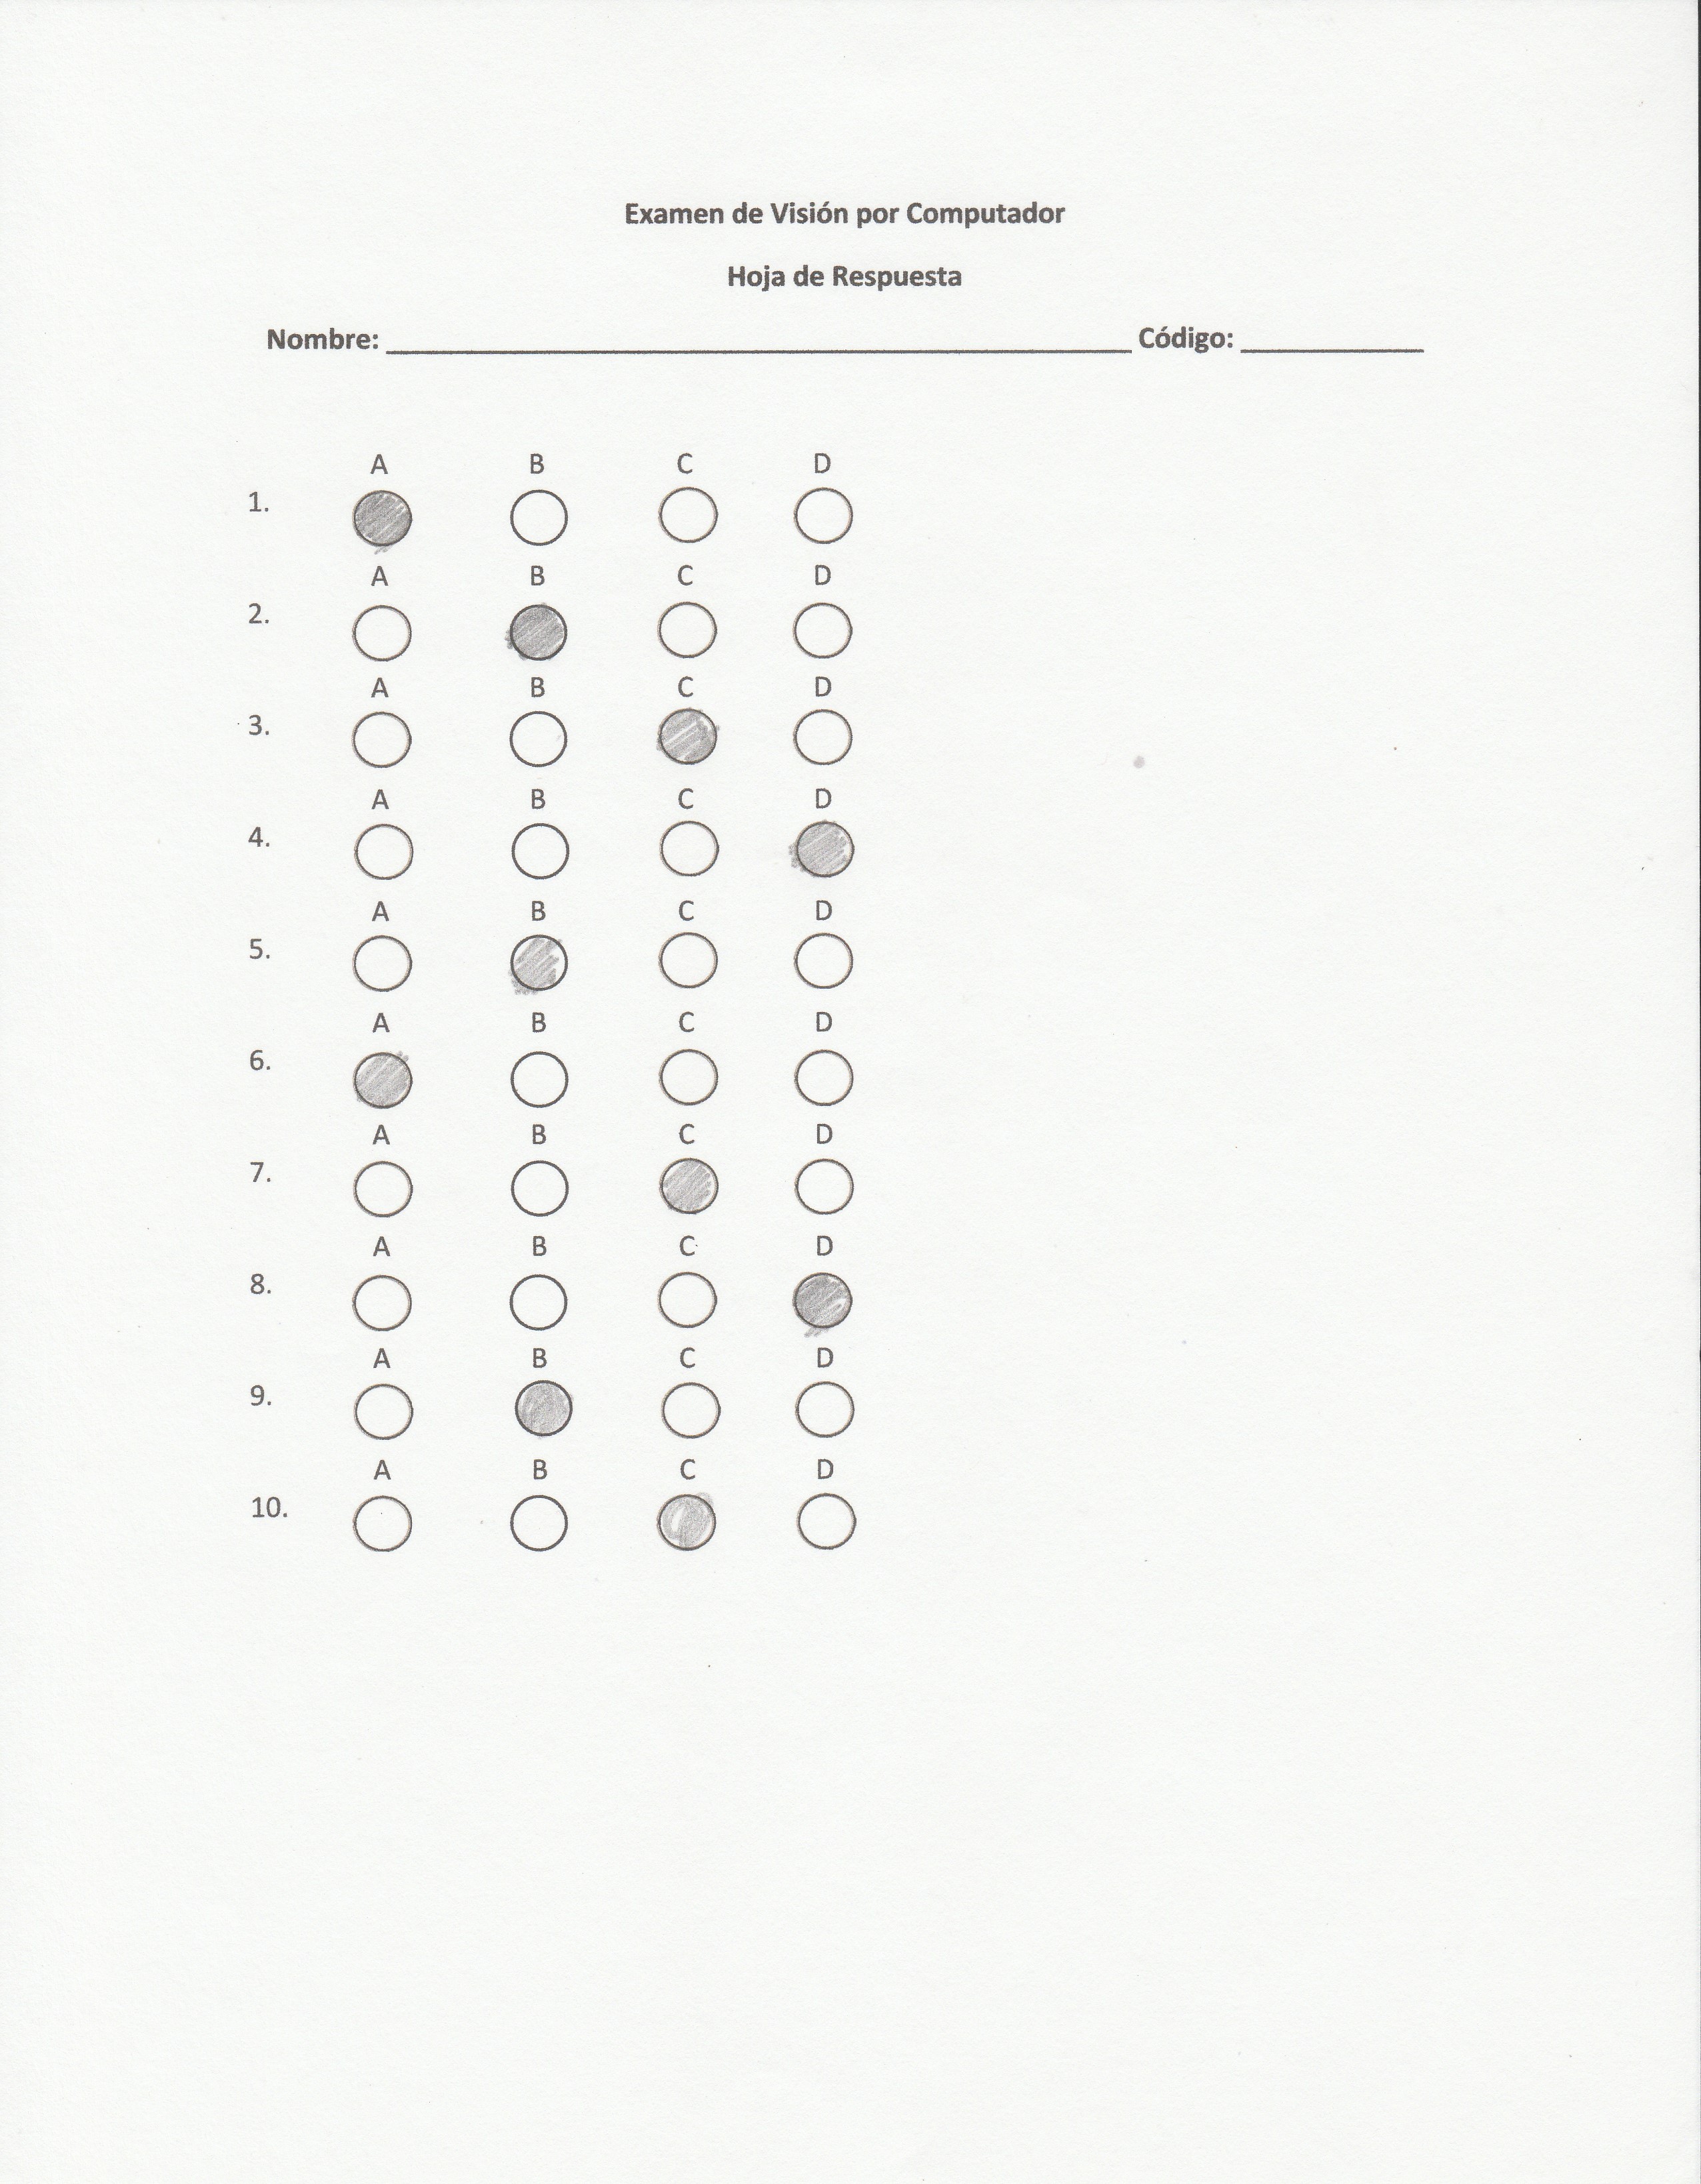 Examen de Visión por Computador
Hoja de Respuesta
Nombre: ______________________ Código: __________
A B C D
1.
A B C D
2.
A B C D
3.
A B C D
4.
A B C D
5.
A B C D
6.
A B C D
7.
A B C D
8.
A B C D
9.
A B C D
10.